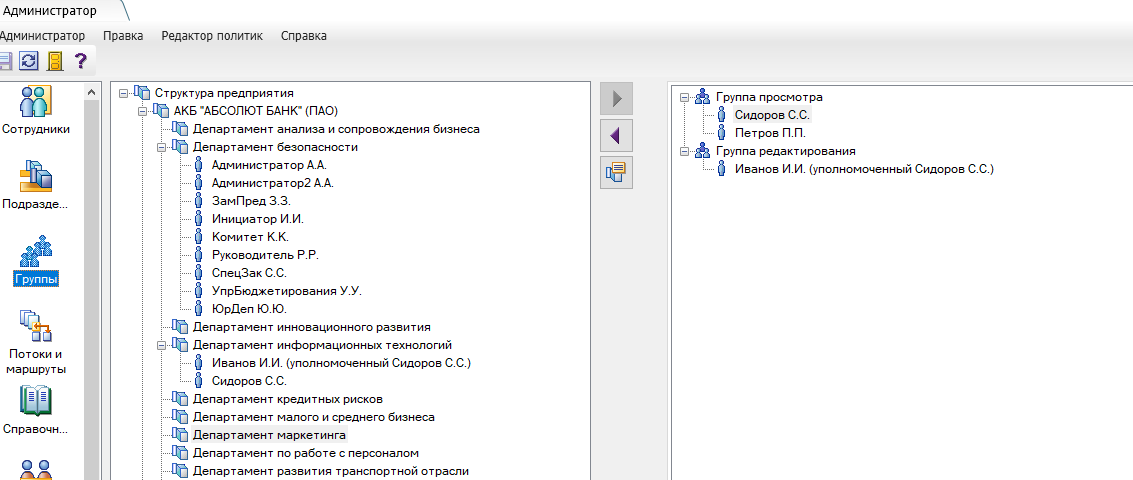 Администратор
Администратор Правка Редактор политик Справка
?
Сотрудники
Подразде...
Группы
Потоки и
маршруты
Справочн...
Структура предприятия
АКБ "АБСОЛЮТ БАНК" (ПАО)
Департамент анализа и сопровождения бизнеса
Департамент безопасности
Администратор А.А.
Администратор2 А.А.
ЗамПред З.З.
Инициатор И.И.
Комитет К.К.
Руководитель Р.Р.
СпецЗак С.С.
УпрБюджетирования У.У.
ЮрДеп Ю.Ю.
Департамент инновационного развития
Департамент информационных технологий
Иванов И.И. (уполномоченный Сидоров С.С.)
Сидоров С.С.
Департамент кредитных рисков
Департамент малого и среднего бизнеса
Департамент маркетинга
Департамент по работе с персоналом
Департамент развития транспортной отрасли
Группа просмотра
Сидоров С.С.
Петров П.П.
Группа редактирования
Иванов И.И. (уполномоченный Сидоров С.С.)